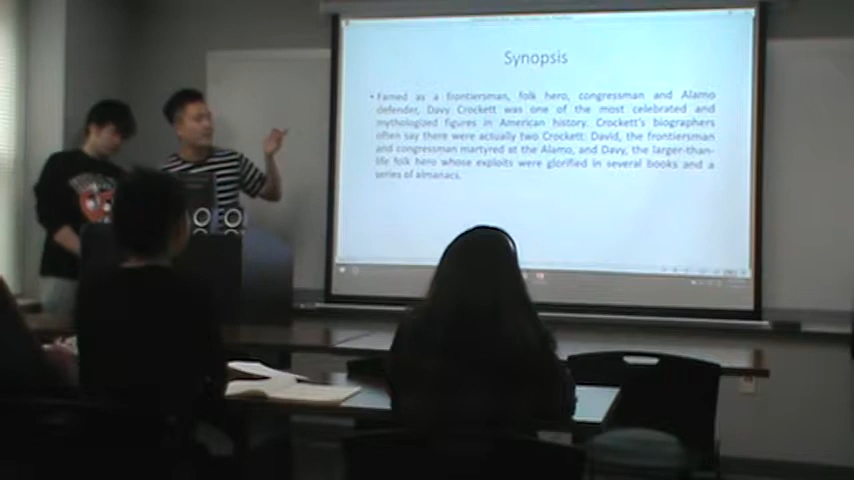 Synopsis
• Famed as a frontiersman, folk hero, congressman and Alamo
defender, Davy Crockett was one of the most celebrated and
mythologized figures in American history. Crockett's biographers
often say there were actually two Crockett: David, the frontiersman
and congressman martyred at the Alamo, and Davy, the larger-than-
life folk hero whose exploits were glorified in several books and a
series of almanacs.